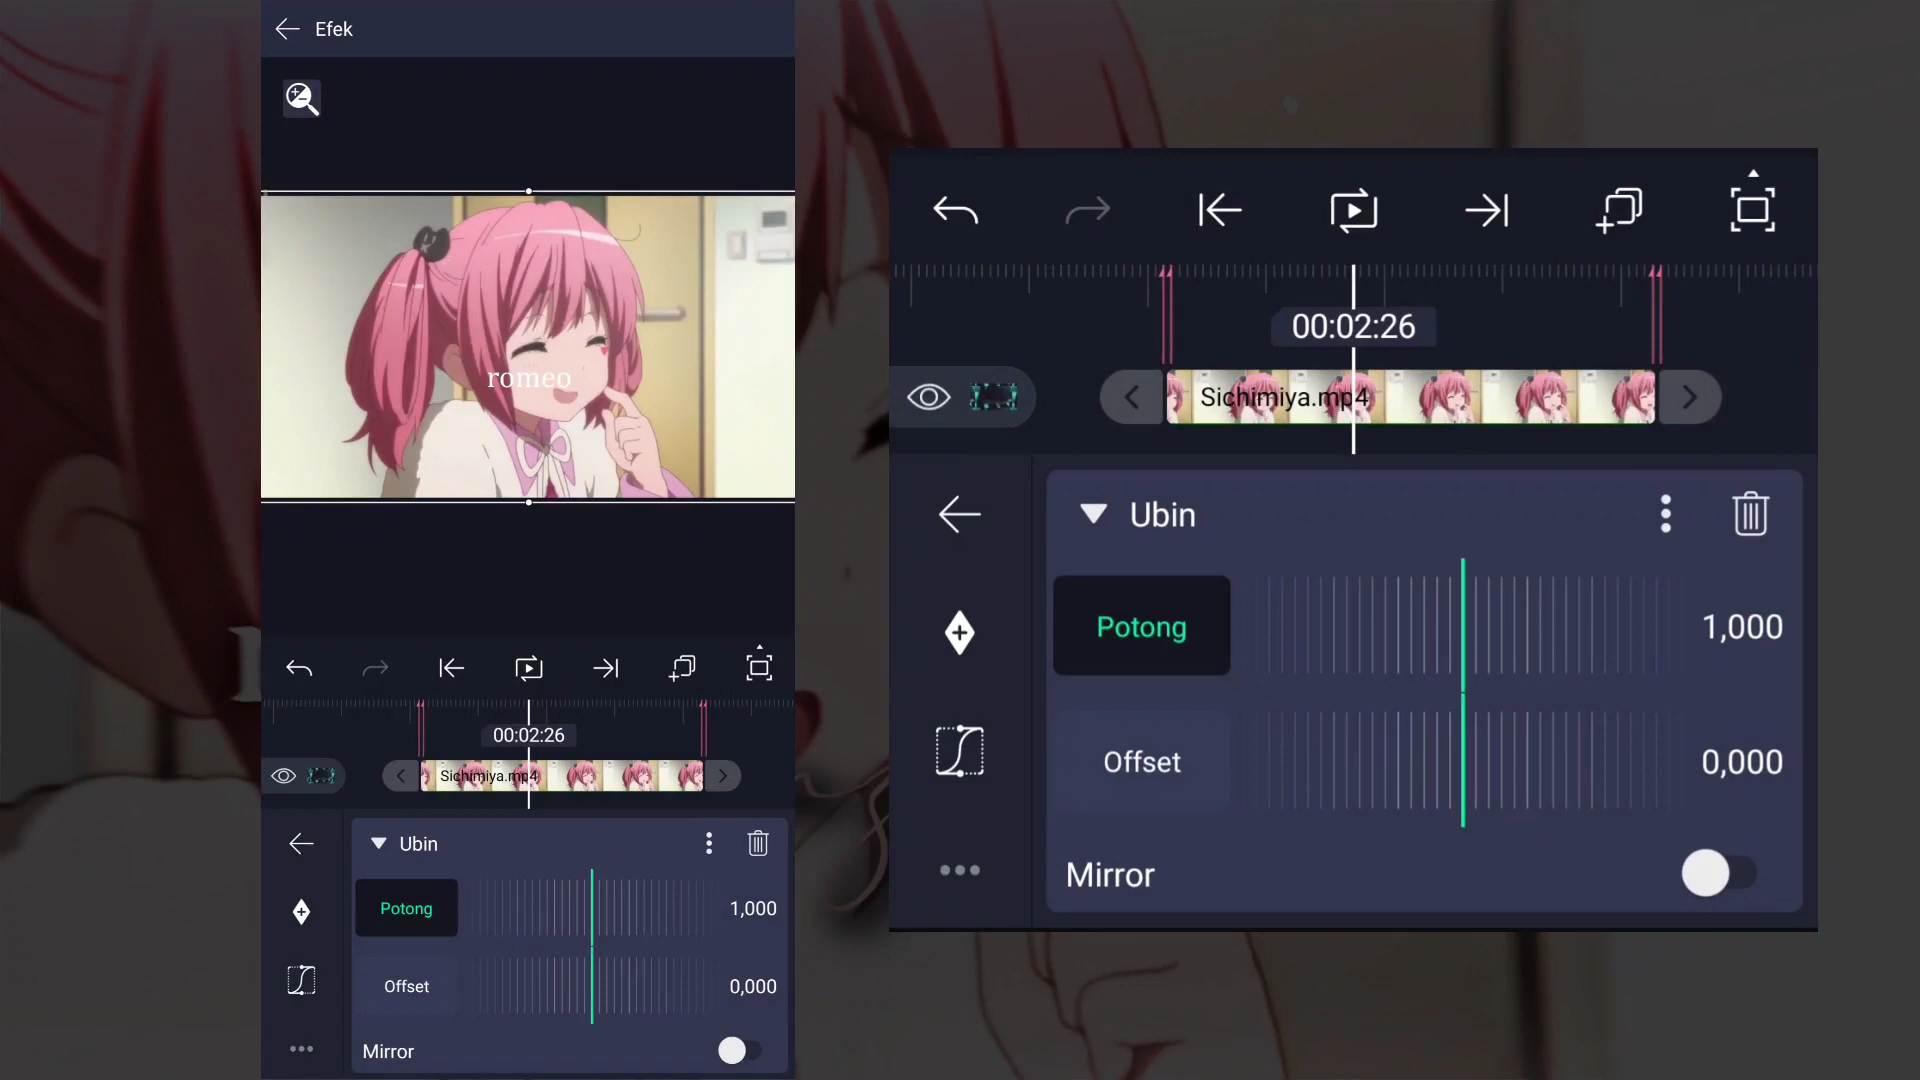 Efek
romeo
00:02:26
Sichimiya.mp4
Ubin
Potong
1,000
Offset
0,000
Mirror
00:02:26
Sichimiya.mp4
Ubin
Potong
1,000
Offset
0,000
Mirror